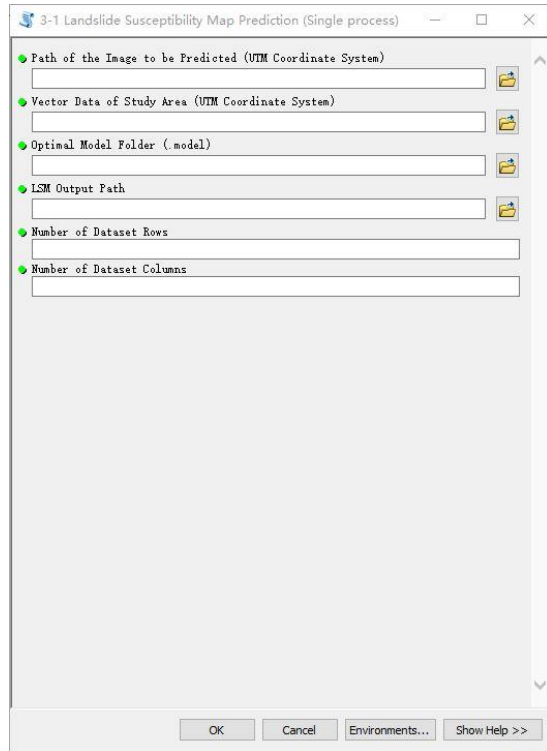 3-1 Landslide Susceptibility Map Prediction (Single process)
Path of the Image to be Predicted (UTM Coordinate System)
Vector Data of Study Area (UTM Coordinate System)
Optimal Model Folder (.model)
LSM Output Path
Number of Dataset Rows
Number of Dataset Columns
OK Cancel Environments... Show Help >>